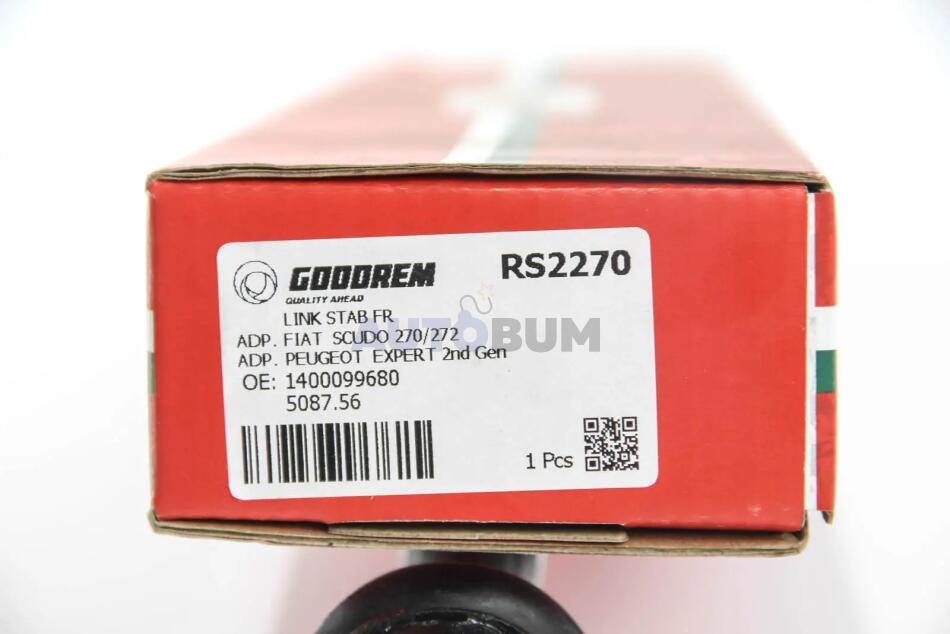 GOODREM
QUALITY AHEAD
RS2270
LINK STAB FR
ADP. FIAT SCUDO 270/272
ADP. PEUGEOT EXPERT 2nd Gen
OE: 1400099680
5087.56
1 Pcs
AUTOBUM